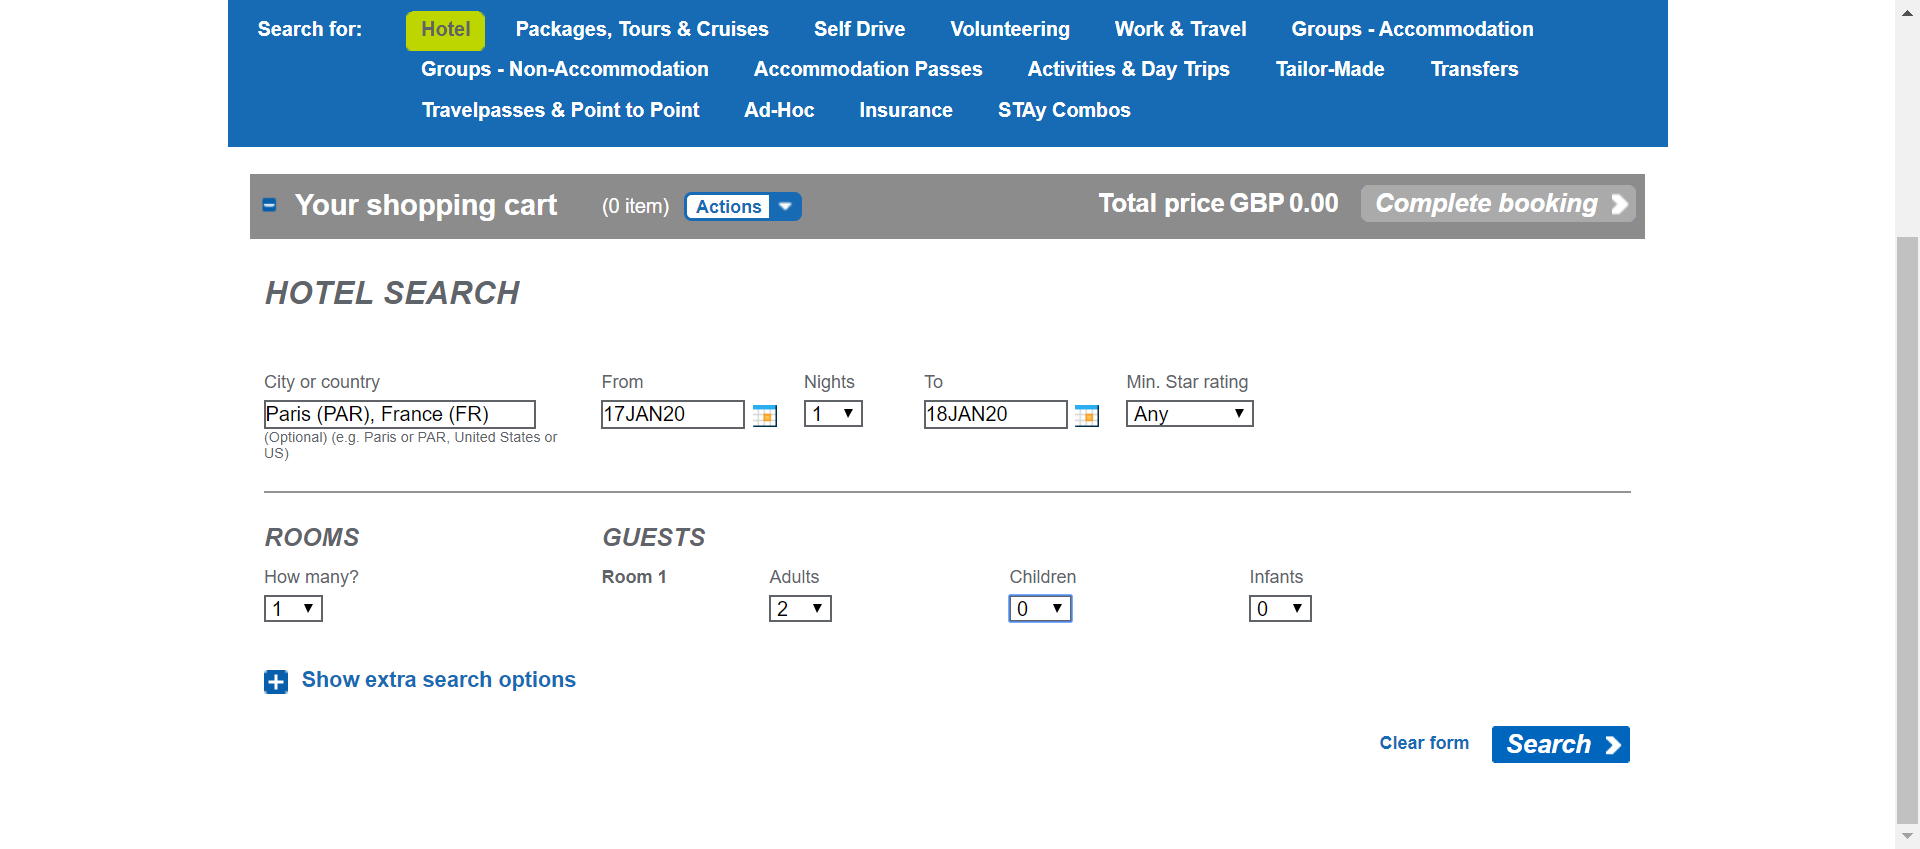 Search for: Hotel Packages, Tours & Cruises Self Drive Volunteering Work & Travel Groups - Accommodation
Groups - Non-Accommodation Accommodation Passes Activities & Day Trips Tailor-Made Transfers
Travelpasses & Point to Point Ad-Hoc Insurance STAy Combos
Your shopping cart (0 item) Actions Total price GBP 0.00 Complete booking
HOTEL SEARCH
City or country From Nights To Min. Star rating
Paris (PAR), France (FR) 17JAN20 1 18JAN20 Any
(Optional) (e.g. Paris or PAR, United States or
US)
ROOMS GUESTS
How many? Room 1 Adults Children Infants
1 2 0 0
Show extra search options
Clear form Search